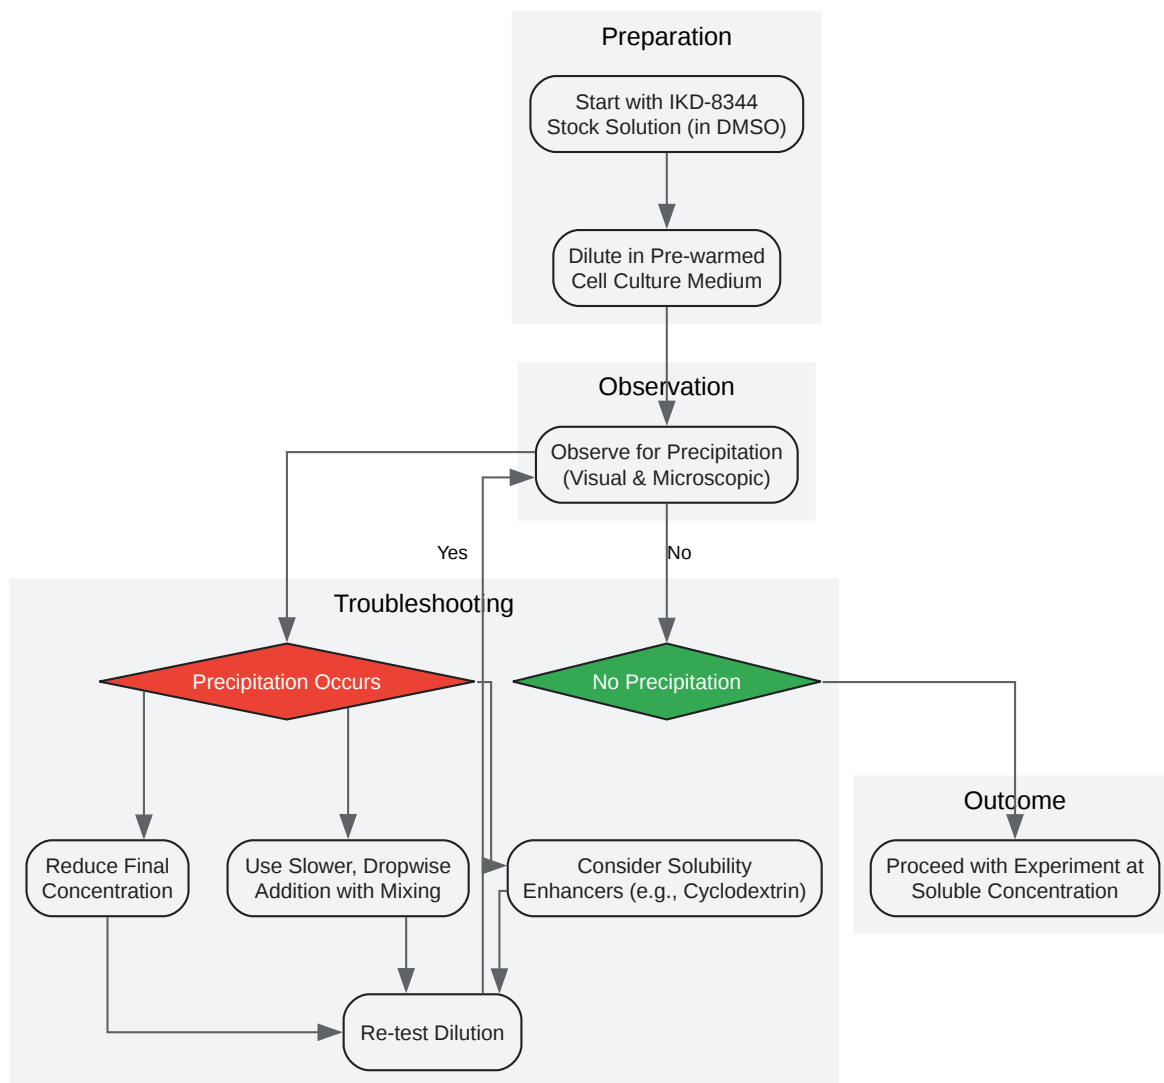 Preparation
Start with IKD-8344
Stock Solution (in DMSO)
Dilute in Pre-warmed
Cell Culture Medium
Observation
Observe for Precipitation
(Visual & Microscopic)
Yes
No
Troubleshooting
Precipitation Occurs
No Precipitation
Outcome
Reduce Final
Concentration
Use Slower, Dropwise
Addition with Mixing
Consider Solubility
Enhancers (e.g., Cyclodextrin)
Proceed with Experiment at
Soluble Concentration
Re-test Dilution